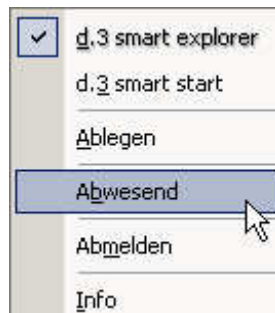 d.3 smart explorer
d.3 smart start
Ablegen
Abwesend
Abmelden
Info